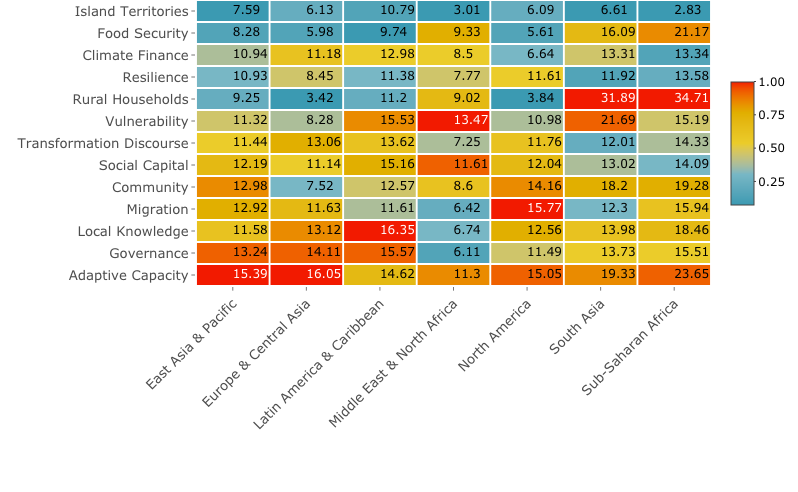 Island Territories 7.59 6.13 10.79 3.01 6.09 6.61 2.83
Food Security 8.28 5.98 9.74 9.33 5.61 16.09 21.17
Climate Finance 10.94 11.18 12.98 8.5 6.64 13.31 13.34
Resilience 10.93 8.45 11.38 7.77 11.61 11.92 13.58
Rural Households 9.25 3.42 11.2 9.02 3.84 31.89 34.71
Vulnerability 11.32 8.28 15.53 13.47 10.98 21.69 15.19
Transformation Discourse 11.44 13.06 13.62 7.25 11.76 12.01 14.33
Social Capital 12.19 11.14 15.16 11.61 12.04 13.02 14.09
Community 12.98 7.52 12.57 8.6 14.16 18.2 19.28
Migration 12.92 11.63 11.61 6.42 15.77 12.3 15.94
Local Knowledge 11.58 13.12 16.35 6.74 12.56 13.98 18.46
Governance 13.24 14.11 15.57 6.11 11.49 13.73 15.51
Adaptive Capacity 15.39 16.05 14.62 11.3 15.05 19.33 23.65
East Asia & Pacific
Europe & Central Asia
Latin America & Caribbean
Middle East & North Africa
North America
South Asia
Sub-Saharan Africa
1.00
0.75
0.50
0.25